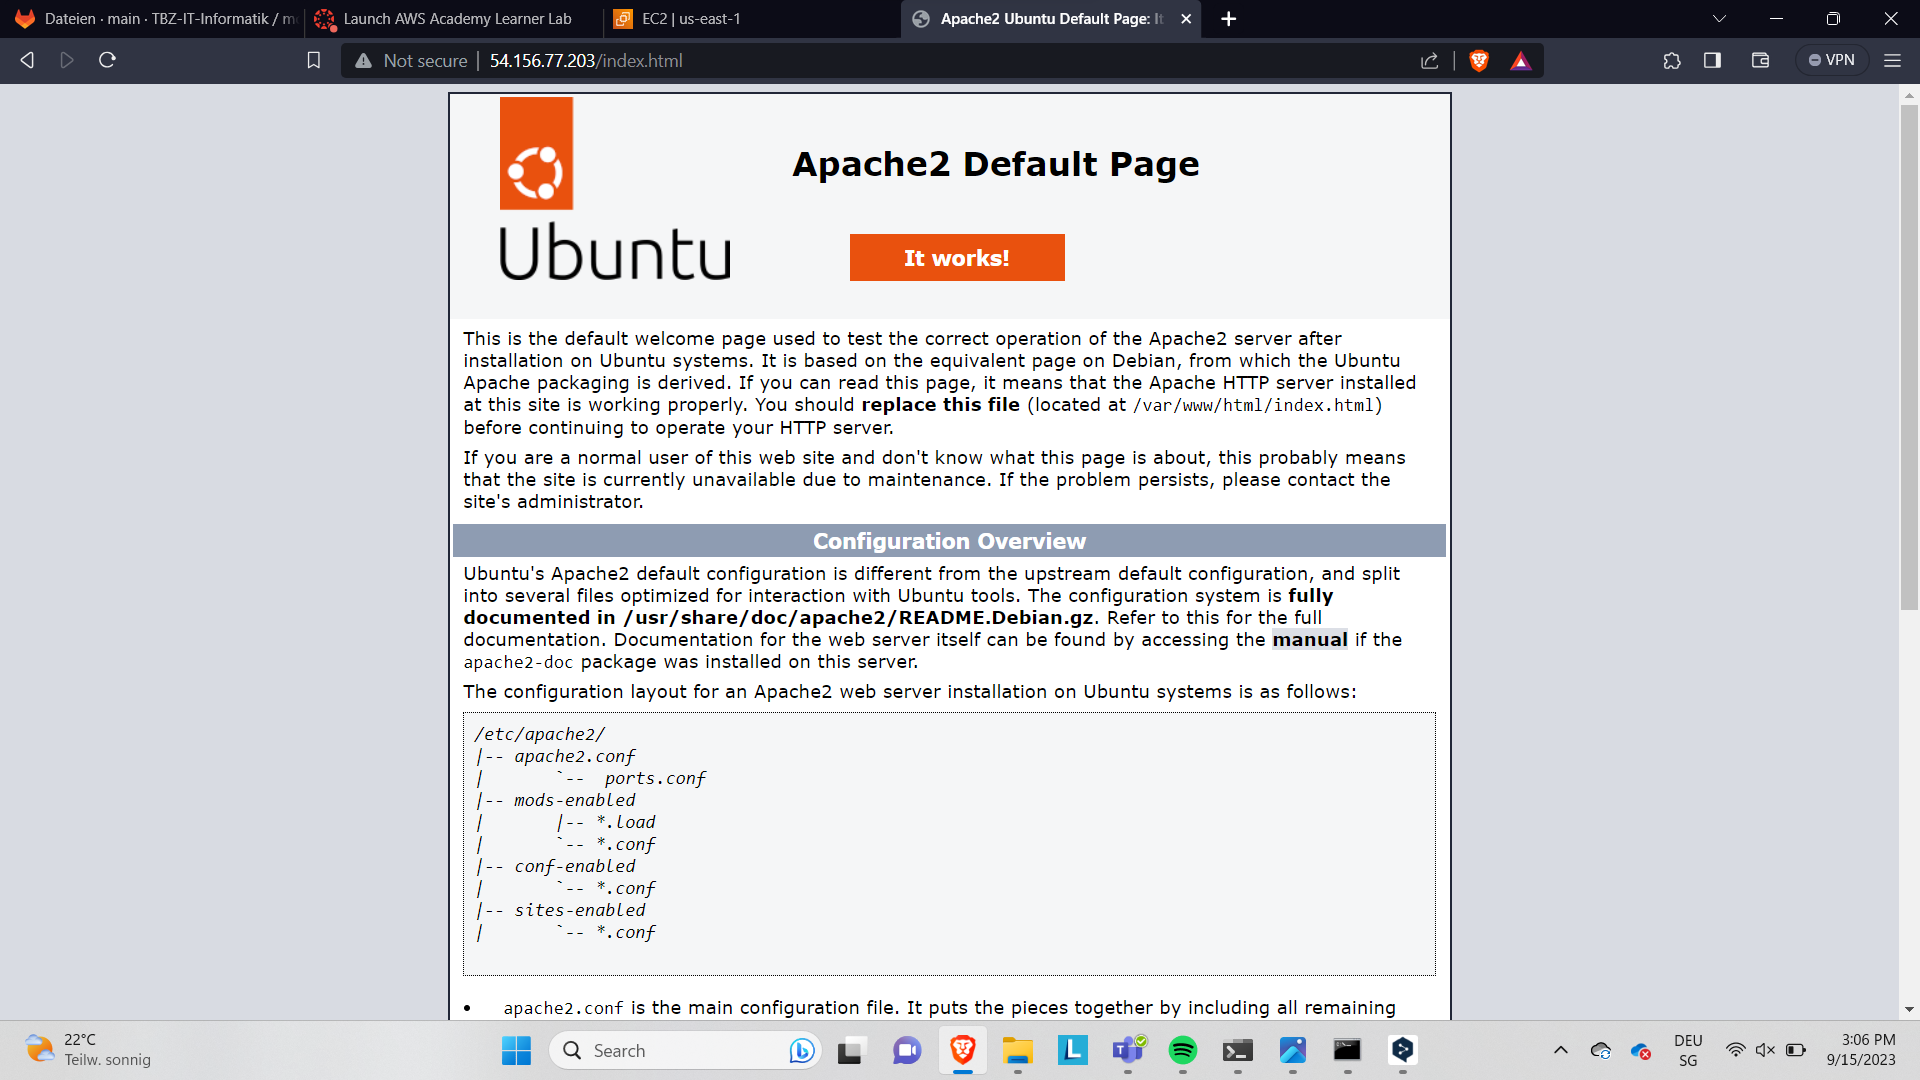 Dateien · main · TBZ-IT-Informatik / m
Launch AWS Academy Learner Lab
EC2 | us-east-1
Apache2 Ubuntu Default Page: It
Not secure
54.156.77.203/index.html
VPN
Ubuntu
Apache2 Default Page
It works!
This is the default welcome page used to test the correct operation of the Apache2 server after
installation on Ubuntu systems. It is based on the equivalent page on Debian, from which the Ubuntu
Apache packaging is derived. If you can read this page, it means that the Apache HTTP server installed
at this site is working properly. You should replace this file (located at /var/www/html/index.html)
before continuing to operate your HTTP server.
If you are a normal user of this web site and don't know what this page is about, this probably means
that the site is currently unavailable due to maintenance. If the problem persists, please contact the
site's administrator.
Configuration Overview
Ubuntu's Apache2 default configuration is different from the upstream default configuration, and split
into several files optimized for interaction with Ubuntu tools. The configuration system is fully
documented in /usr/share/doc/apache2/README.Debian.gz. Refer to this for the full
documentation. Documentation for the web server itself can be found by accessing the manual if the
apache2-doc package was installed on this server.
The configuration layout for an Apache2 web server installation on Ubuntu systems is as follows:
/etc/apache2/
|-- apache2.conf
|       `--  ports.conf
|-- mods-enabled
|       |-- *.load
|       `-- *.conf
|-- conf-enabled
|       `-- *.conf
|-- sites-enabled
|       `-- *.conf
• apache2.conf is the main configuration file. It puts the pieces together by including all remaining
22°C
Teilw. sonnig
Search
DEU
SG
3:06 PM
9/15/2023